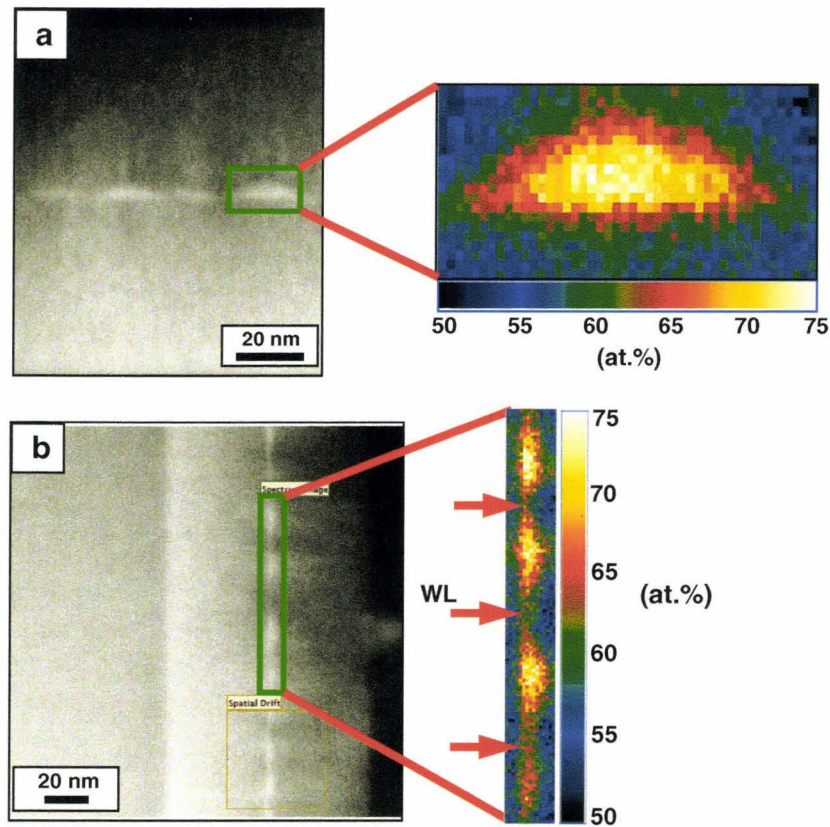 a
20 nm
50 55 60 65 70 75
(at.%)
b
Spectrum Image
Spatial Drift
20 nm
WL
75
70
65
60
55
50
(at.%)